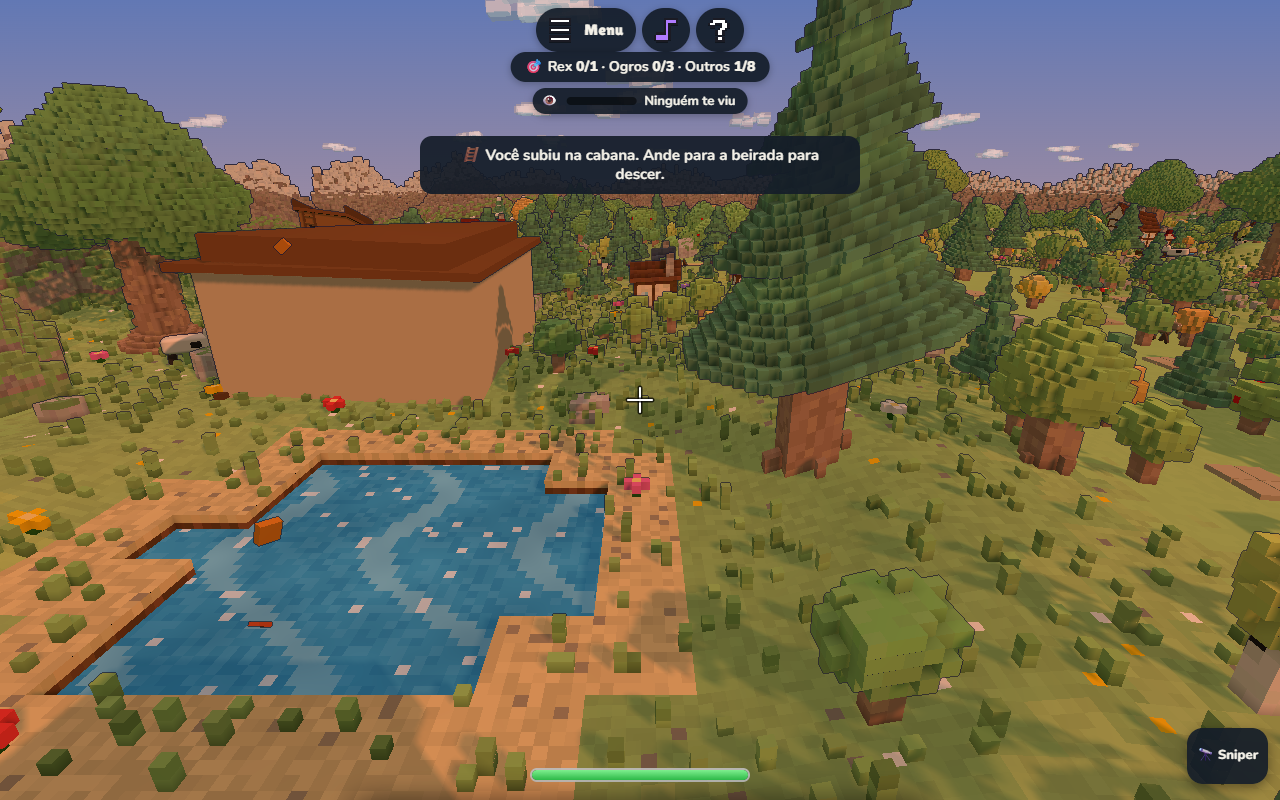 Menu
?
Rex 0/1 · Ogros 0/3 · Outros 1/8
Ninguém te viu
Você subiu na cabana. Ande para a beirada para
descer.
Sniper